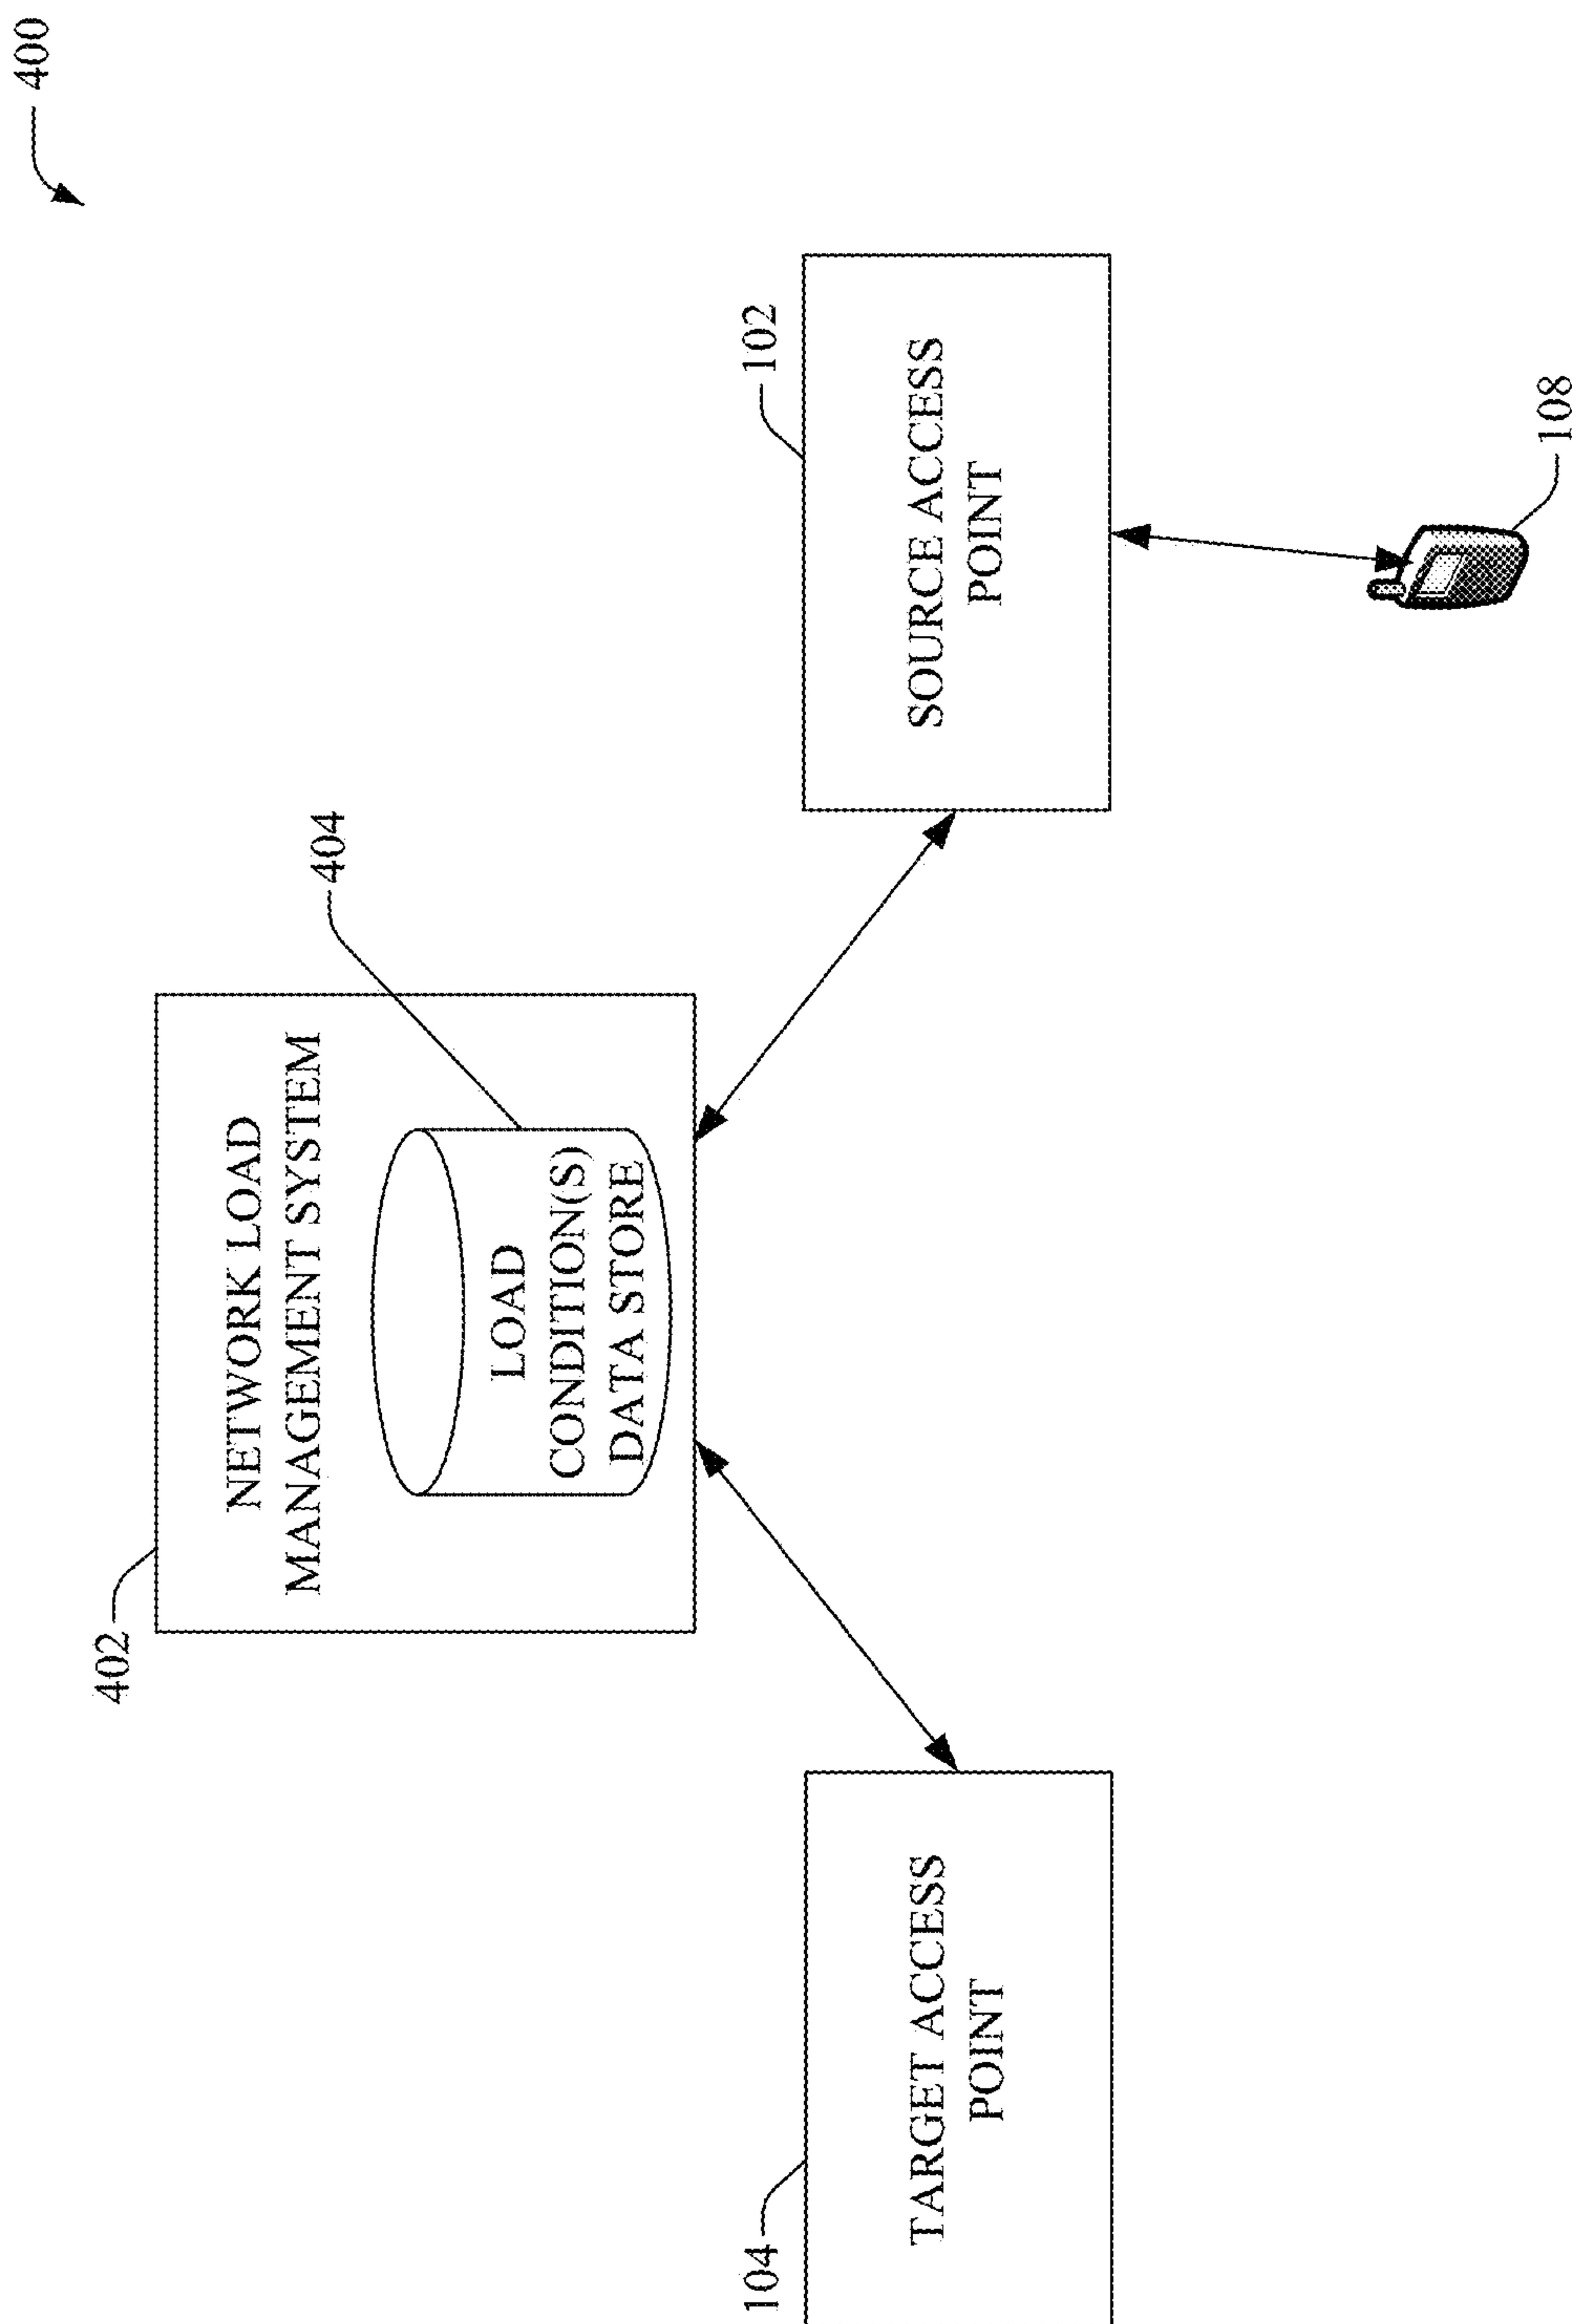 400
402
NETWORK LOAD
MANAGEMENT SYSTEM
404
LOAD
CONDITION(S)
DATA STORE
104
TARGET ACCESS
POINT
102
SOURCE ACCESS
POINT
108